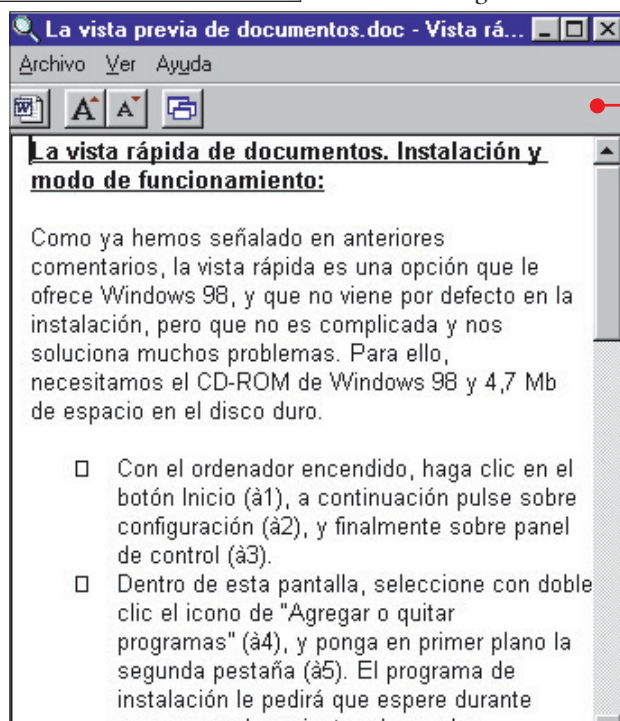 La vista previa de documentos.doc - Vista rá...
Archivo Ver Ayuda
A A
La vista rápida de documentos. Instalación y
modo de funcionamiento:
Como ya hemos señalado en anteriores
comentarios, la vista rápida es una opción que le
ofrece Windows 98, y que no viene por defecto en la
instalación, pero que no es complicada y nos
soluciona muchos problemas. Para ello,
necesitamos el CD-ROM de Windows 98 y 4,7 Mb
de espacio en el disco duro.
Con el ordenador encendido, haga clic en el
botón Inicio (à1), a continuación pulse sobre
configuración (à2), y finalmente sobre panel
de control (à3).
Dentro de esta pantalla, seleccione con doble
clic el icono de "Agregar o quitar
programas" (à4), y ponga en primer plano la
segunda pestaña (à5). El programa de
instalación le pedirá que espere durante